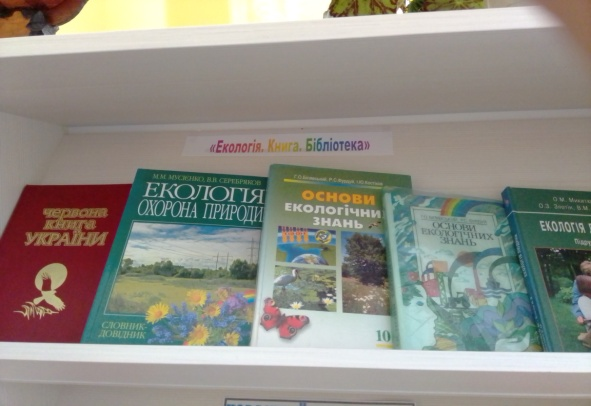 «Екологія. Книга. Бібліотека»
Червона
книга
УКРАЇНИ
М.М. МУСІЄНКО, В.В. СЕРЕБРЯКОВ
ЕКОЛОГІЯ
ОХОРОНА ПРИРОДИ
СЛОВНИК-
ДОВІДНИК
ОСНОВИ
ЕКОЛОГІЧНИ
ЗНАНЬ
10
ОСНОВИ
ЕКОЛОГІЧНИХ
ЗНАНЬ
О.М.
ЕКОЛОГІЯ